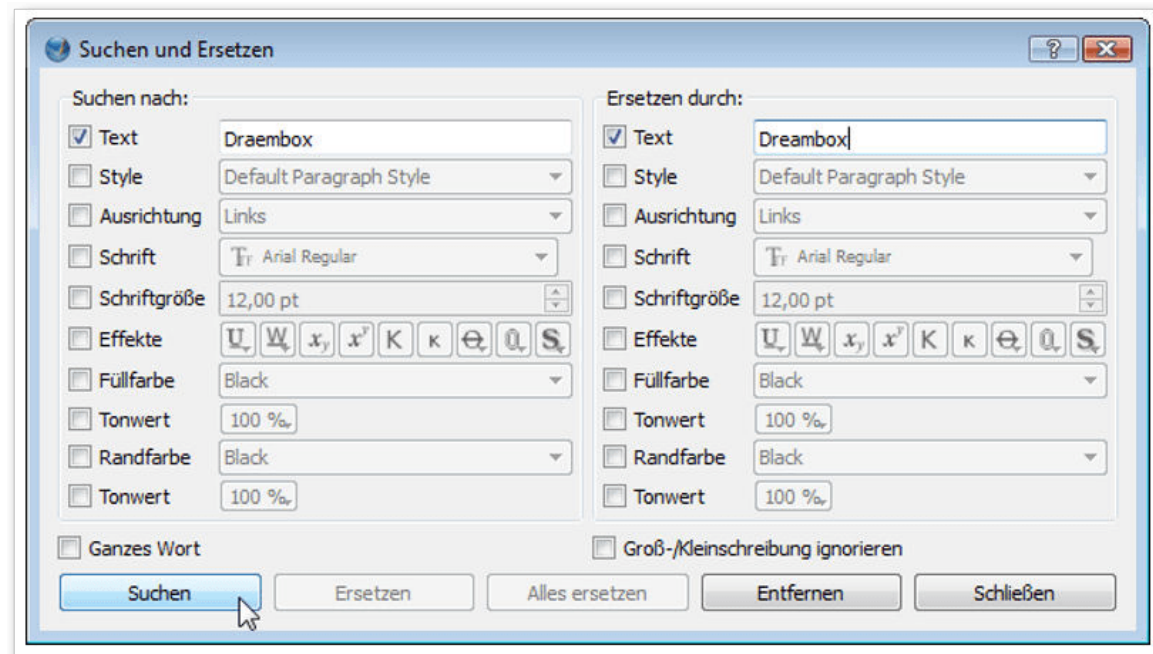 Suchen und Ersetzen
Suchen nach:
Text Draembox
Style Default Paragraph Style
Ausrichtung Links
Schrift Arial Regular
Schriftgröße 12,00 pt
Effekte
Füllfarbe Black
Tonwert 100 %
Randfarbe Black
Tonwert 100 %
Ersetzen durch:
Text Dreambox
Style Default Paragraph Style
Ausrichtung Links
Schrift Arial Regular
Schriftgröße 12,00 pt
Effekte
Füllfarbe Black
Tonwert 100 %
Randfarbe Black
Tonwert 100 %
Ganzes Wort Groß-/Kleinschreibung ignorieren
Suchen Ersetzen Alles ersetzen Entfernen Schließen